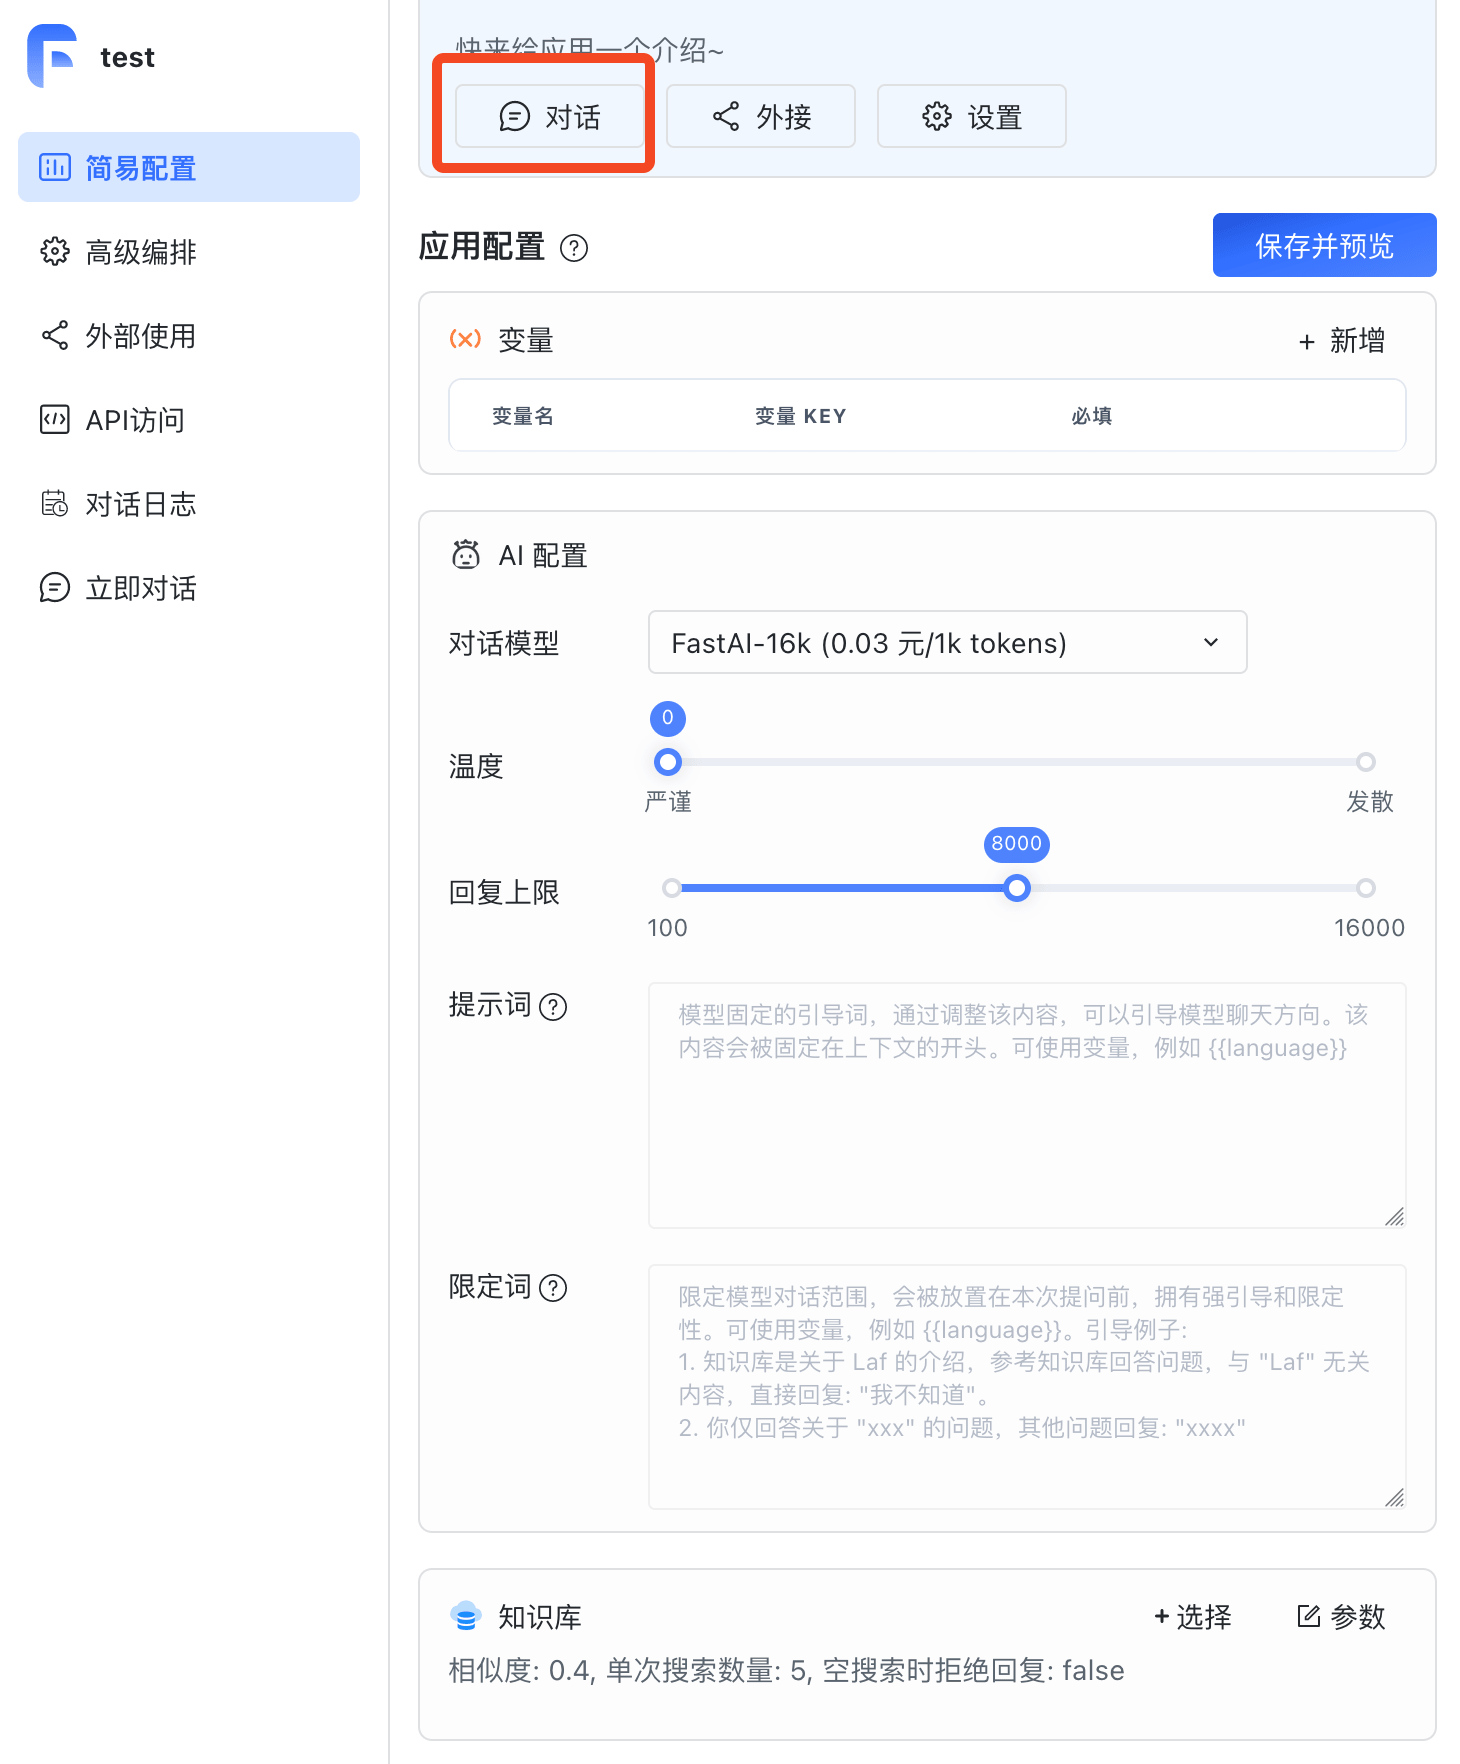 test
简易配置
高级编排
外部使用
API访问
对话日志
立即对话
快来给应用一个介绍~
对话
外接
设置
应用配置
保存并预览
变量
+ 新增
变量名
变量 KEY
必填
AI 配置
对话模型
FastAI-16k (0.03 元/1k tokens)
温度
0
严谨
发散
回复上限
8000
100
16000
提示词
模型固定的引导词，通过调整该内容，可以引导模型聊天方向。该
内容会被固定在上下文的开头。可使用变量，例如 {{language}}
限定词
限定模型对话范围，会被放置在本次提问前，拥有强引导和限定
性。可使用变量，例如 {{language}}。引导例子:
1. 知识库是关于 Laf 的介绍，参考知识库回答问题，与 "Laf" 无关
内容，直接回复: "我不知道"。
2. 你仅回答关于 "xxx" 的问题，其他问题回复: "xxxx"
知识库
+选择
参数
相似度: 0.4, 单次搜索数量: 5, 空搜索时拒绝回复: false